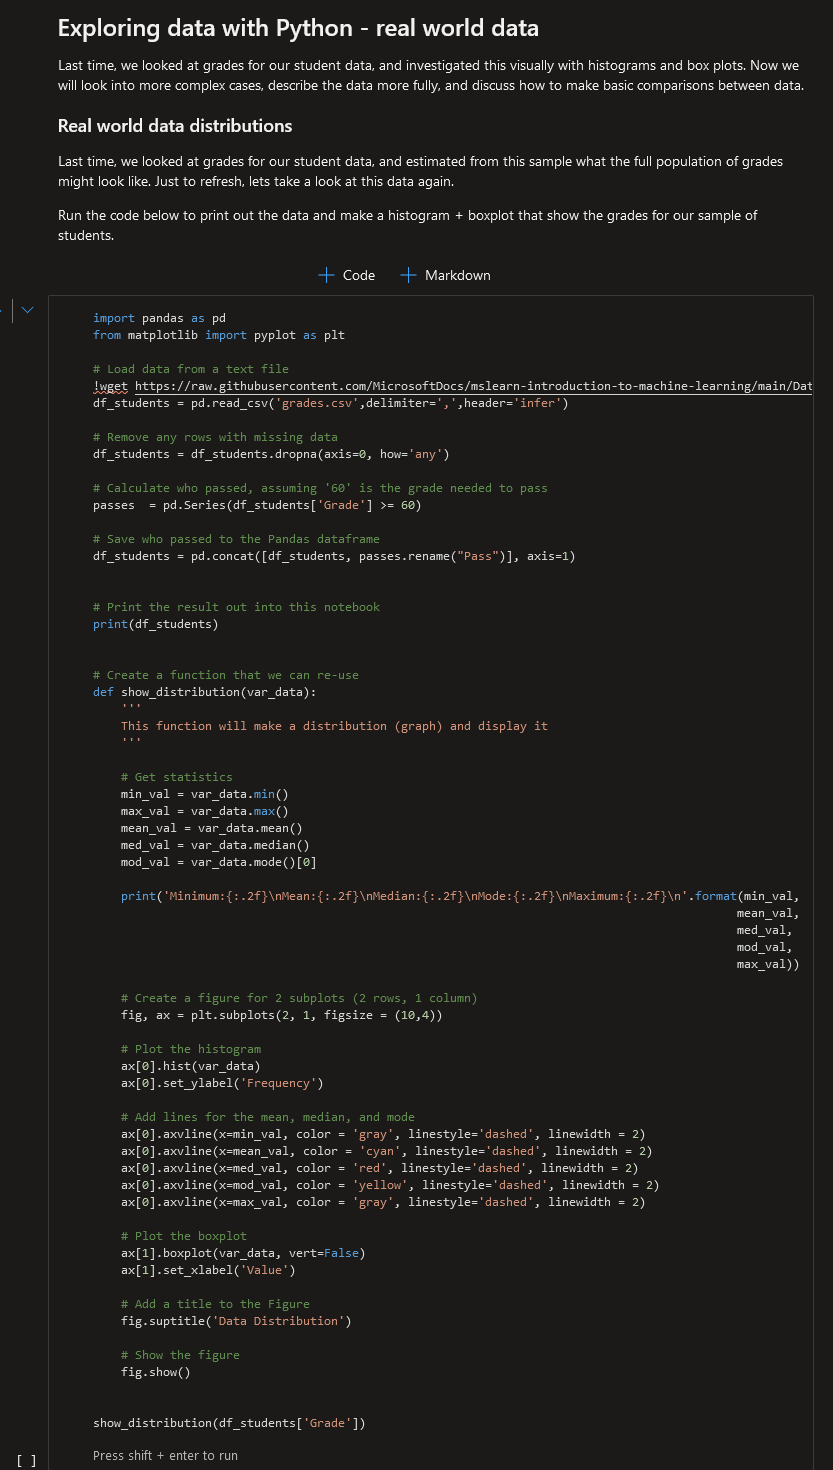 Exploring data with Python - real world data
Last time, we looked at grades for our student data, and investigated this visually with histograms and box plots. Now we
will look into more complex cases, describe the data more fully, and discuss how to make basic comparisons between data.
Real world data distributions
Last time, we looked at grades for our student data, and estimated from this sample what the full population of grades
might look like. Just to refresh, lets take a look at this data again.
Run the code below to print out the data and make a histogram + boxplot that show the grades for our sample of
students.
+ Code + Markdown
import pandas as pd
from matplotlib import pyplot as plt
# Load data from a text file
!wget https://raw.githubusercontent.com/MicrosoftDocs/mslearn-introduction-to-machine-learning/main/Dat
df_students = pd.read_csv('grades.csv',delimiter=',',header='infer')
# Remove any rows with missing data
df_students = df_students.dropna(axis=0, how='any')
# Calculate who passed, assuming '60' is the grade needed to pass
passes  = pd.Series(df_students['Grade'] >= 60)
# Save who passed to the Pandas dataframe
df_students = pd.concat([df_students, passes.rename("Pass")], axis=1)
# Print the result out into this notebook
print(df_students)
# Create a function that we can re-use
def show_distribution(var_data):
'''
This function will make a distribution (graph) and display it
'''
# Get statistics
min_val = var_data.min()
max_val = var_data.max()
mean_val = var_data.mean()
med_val = var_data.median()
mod_val = var_data.mode()[0]
print('Minimum:{:.2f}\nMean:{:.2f}\nMedian:{:.2f}\nMode:{:.2f}\nMaximum:{:.2f}\n'.format(min_val,
mean_val,
med_val,
mod_val,
max_val))
# Create a figure for 2 subplots (2 rows, 1 column)
fig, ax = plt.subplots(2, 1, figsize = (10,4))
# Plot the histogram
ax[0].hist(var_data)
ax[0].set_ylabel('Frequency')
# Add lines for the mean, median, and mode
ax[0].axvline(x=min_val, color = 'gray', linestyle='dashed', linewidth = 2)
ax[0].axvline(x=mean_val, color = 'cyan', linestyle='dashed', linewidth = 2)
ax[0].axvline(x=med_val, color = 'red', linestyle='dashed', linewidth = 2)
ax[0].axvline(x=mod_val, color = 'yellow', linestyle='dashed', linewidth = 2)
ax[0].axvline(x=max_val, color = 'gray', linestyle='dashed', linewidth = 2)
# Plot the boxplot
ax[1].boxplot(var_data, vert=False)
ax[1].set_xlabel('Value')
# Add a title to the Figure
fig.suptitle('Data Distribution')
# Show the figure
fig.show()
show_distribution(df_students['Grade'])
[ ] Press shift + enter to run